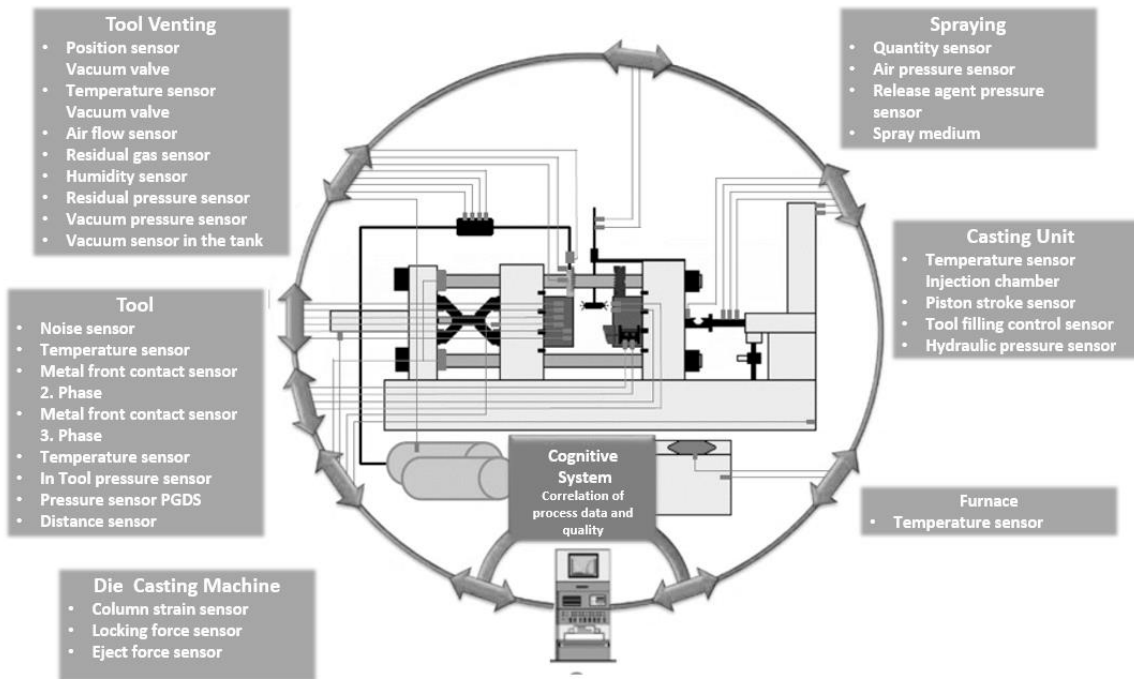 Tool Venting
• Position sensor
Vacuum valve
• Temperature sensor
Vacuum valve
• Air flow sensor
• Residual gas sensor
• Humidity sensor
• Residual pressure sensor
• Vacuum pressure sensor
• Vacuum sensor in the tank
Spraying
• Quantity sensor
• Air pressure sensor
• Release agent pressure
sensor
• Spray medium
Casting Unit
• Temperature sensor
Injection chamber
• Piston stroke sensor
• Tool filling control sensor
• Hydraulic pressure sensor
Tool
• Noise sensor
• Temperature sensor
• Metal front contact sensor
2. Phase
• Metal front contact sensor
3. Phase
• Temperature sensor
• In Tool pressure sensor
• Pressure sensor PGDS
• Distance sensor
Cognitive
System
Correlation of
process data and
quality
Furnace
• Temperature sensor
Die Casting Machine
• Column strain sensor
• Locking force sensor
• Eject force sensor